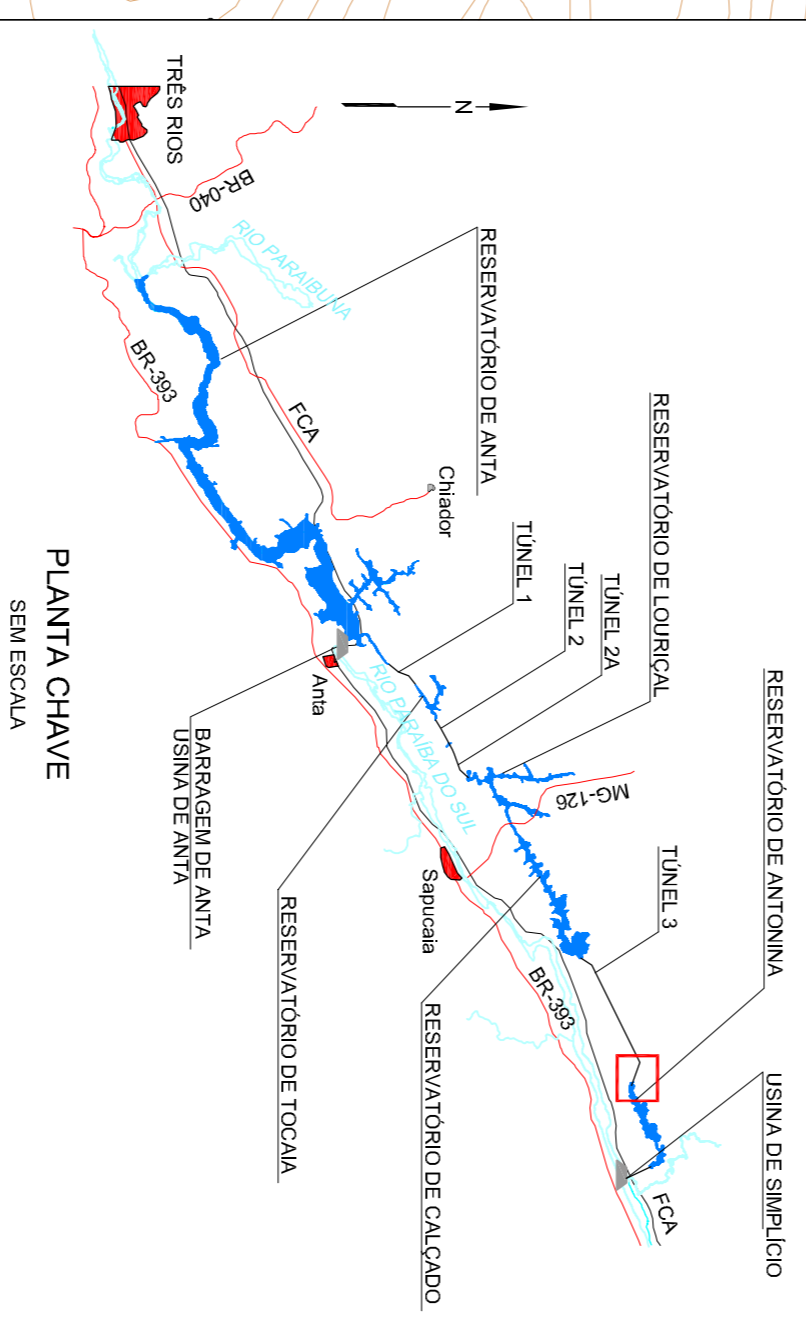 TRÊS RIOS
N
BR-040
RIO PARAIBUNA
RESERVATÓRIO DE ANTA
BR-393
FCA
Chiador
RESERVATÓRIO DE LOURIÇAL
TÚNEL 1
TÚNEL 2
TÚNEL 2A
RESERVATÓRIO DE ANTONINA
MG-126
TÚNEL 3
Anta
RIO PARAÍBA DO SUL
Sapucaia
BR-393
USINA DE SIMPLÍCIO
FCA
BARRAGEM DE ANTA
USINA DE ANTA
RESERVATÓRIO DE TOCAIA
RESERVATÓRIO DE CALÇADO
PLANTA CHAVE
SEM ESCALA